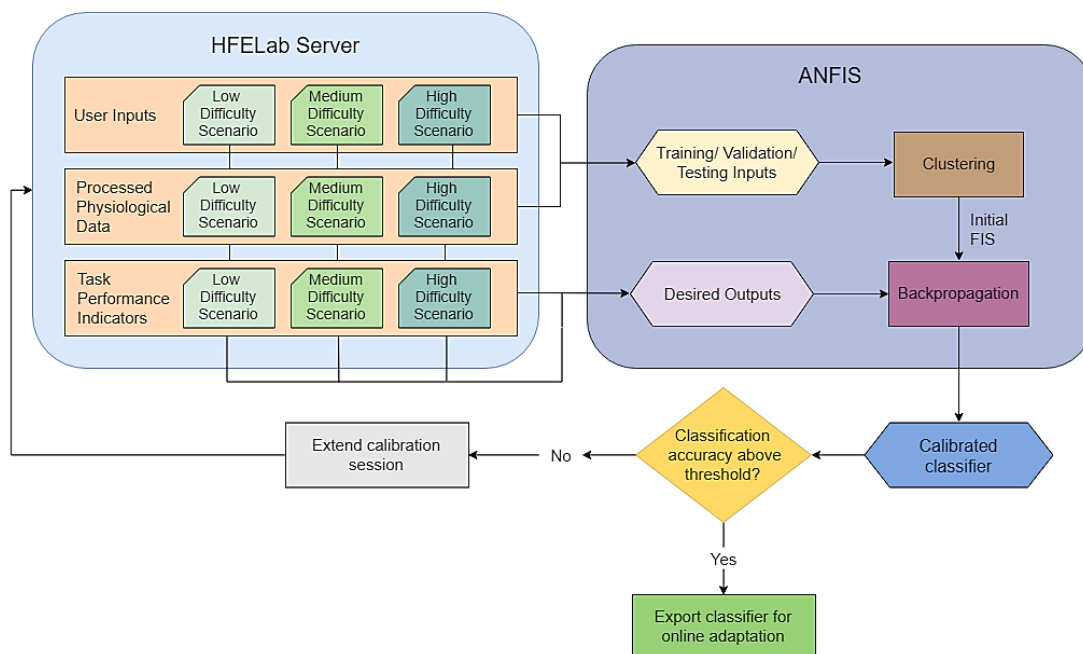 HFELab Server
User Inputs
Low
Difficulty
Scenario
Medium
Difficulty
Scenario
High
Difficulty
Scenario
Processed
Physiological
Data
Low
Difficulty
Scenario
Medium
Difficulty
Scenario
High
Difficulty
Scenario
Task
Performance
Indicators
Low
Difficulty
Scenario
Medium
Difficulty
Scenario
High
Difficulty
Scenario
ANFIS
Training/ Validation/
Testing Inputs
Clustering
Initial
FIS
Desired Outputs
Backpropagation
Calibrated
classifier
Classification
accuracy above
threshold?
No
Extend calibration
session
Yes
Export classifier for
online adaptation